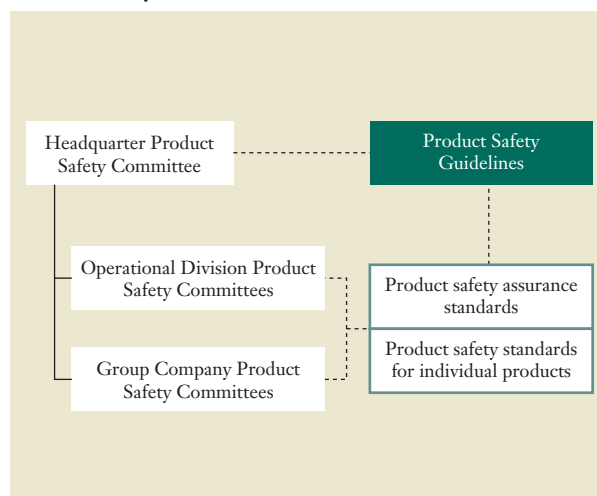 Headquarter Product
Safety Committee
Product Safety
Guidelines
Operational Division Product
Safety Committees
Product safety assurance
standards
Group Company Product
Safety Committees
Product safety standards
for individual products